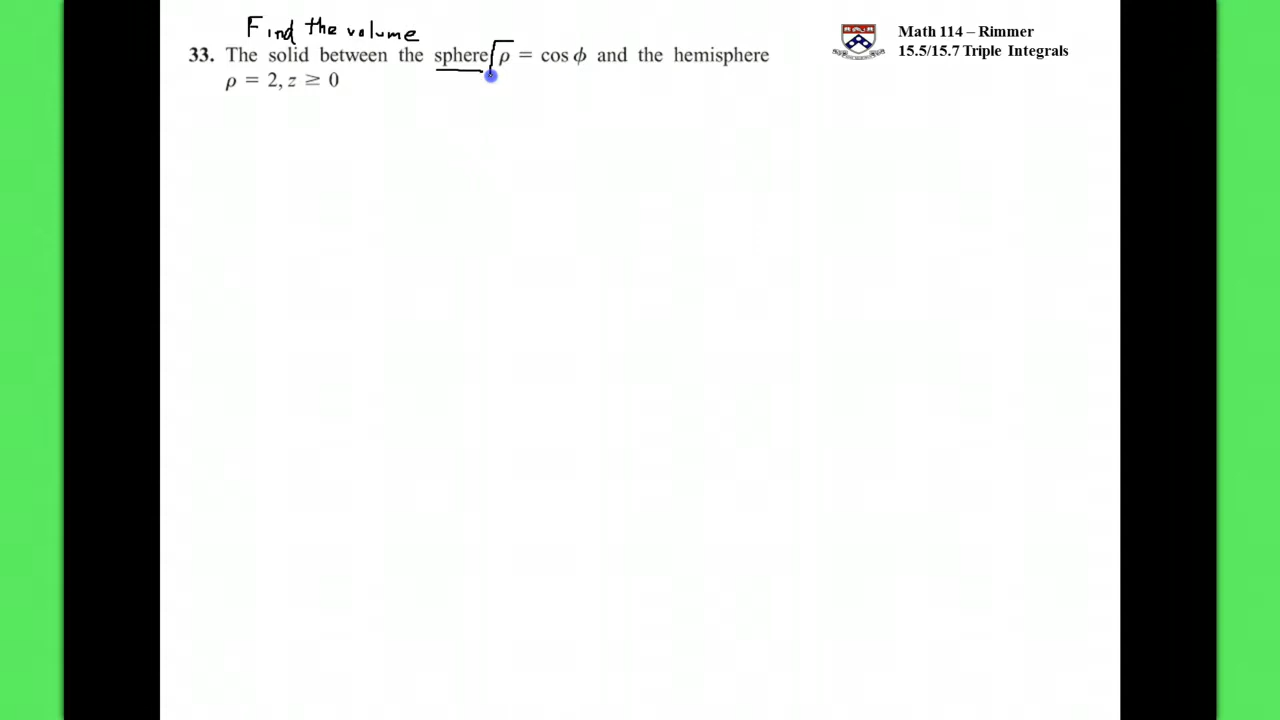 Find the volume
33. The solid between the sphere ρ = cos ϕ and the hemisphere
ρ = 2, z ≥ 0
Math 114 – Rimmer
15.5/15.7 Triple Integrals